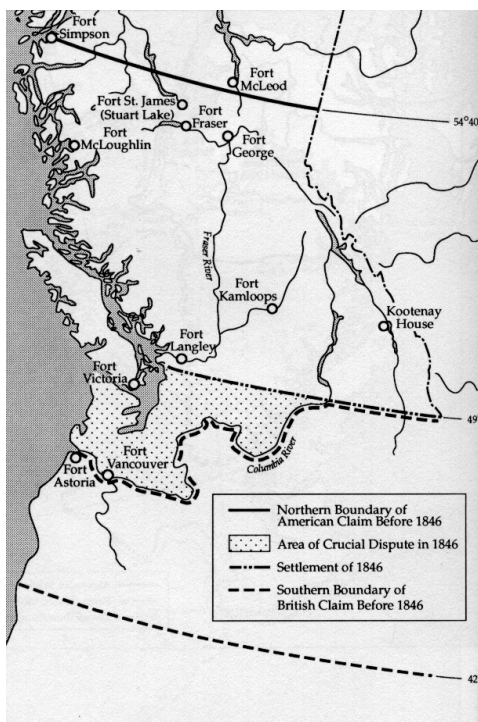 Fort
Simpson
Fort
McLeod
Fort St. James
(Stuart Lake)
Fort
Fraser
54°40
Fort
McLoughlin
Fort
George
Fraser River
Fort
Kamloops
Kootenay
House
Fort
Langley
Fort
Victoria
49°
Columbia River
Fort
Vancouver
Fort
Astoria
Northern Boundary of
American Claim Before 1846
Area of Crucial Dispute in 1846
Settlement of 1846
Southern Boundary of
British Claim Before 1846
42